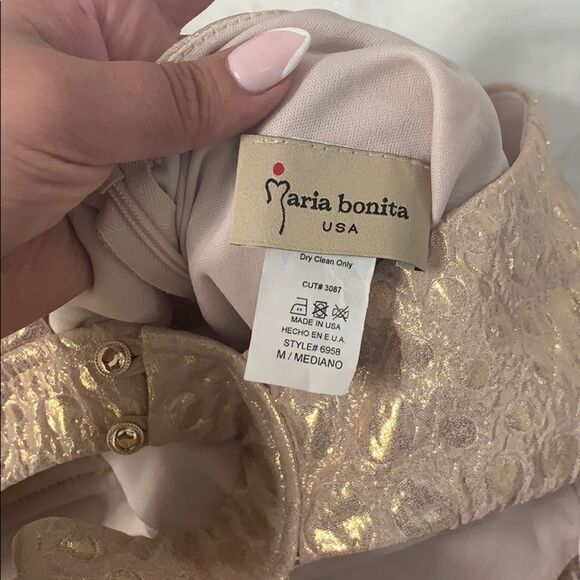 Maria bonita
USA
Dry Clean Only
CUT# 3087
MADE IN USA
HECHO EN E.U.A.
STYLE# 6958
M / MEDIANO